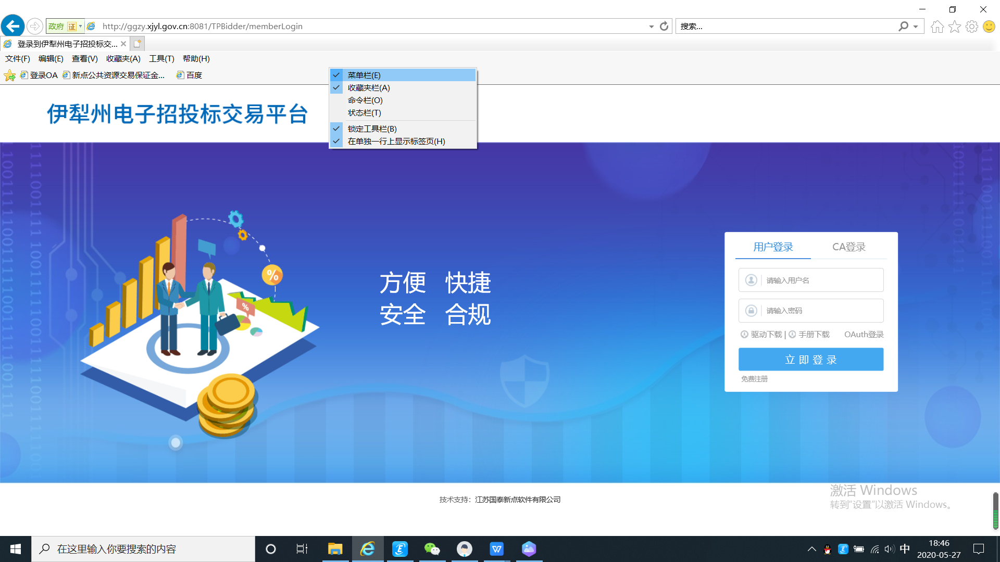 政府 证 http://ggzy.xjyl.gov.cn:8081/TPBidder/memberLogin 搜索...
登录到伊犁州电子招投标交...
文件(F) 编辑(E) 查看(V) 收藏夹(A) 工具(T) 帮助(H)
登录OA 新点公共资源交易保证金... 百度
菜单栏(E)
收藏夹栏(A)
命令栏(O)
状态栏(T)
锁定工具栏(B)
在单独一行上显示标签页(H)
伊犁州电子招投标交易平台
方便 快捷
安全 合规
%
%
用户登录 CA登录
请输入用户名
请输入密码
驱动下载 | 手册下载 OAuth登录
立即登录
免费注册
技术支持：江苏国泰新点软件有限公司
激活 Windows
转到“设置”以激活 Windows。
在这里输入你要搜索的内容
中
18:46
2020-05-27